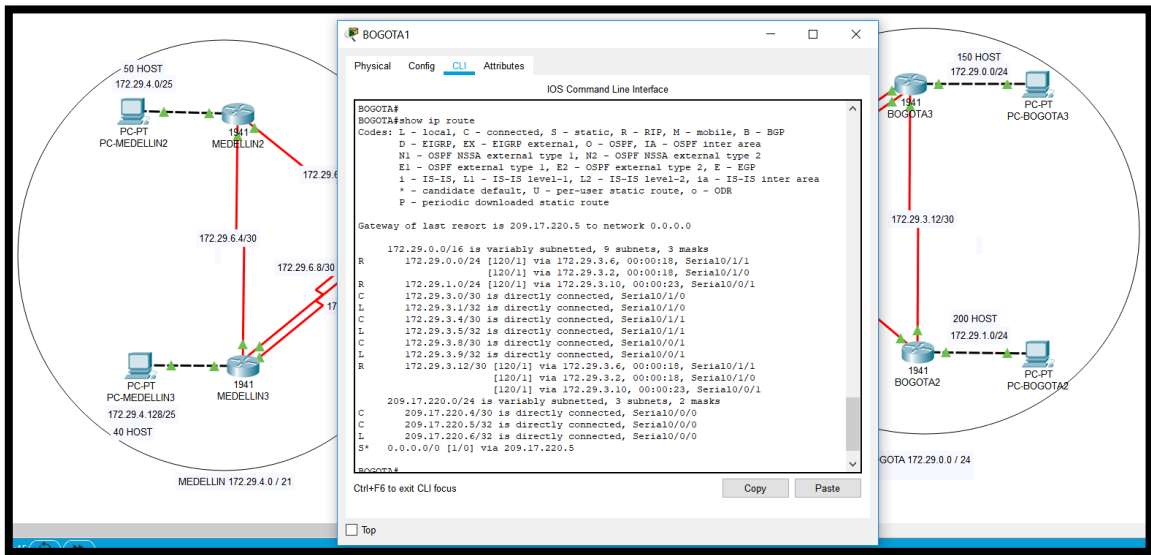 50 HOST
172.29.4.0/25
PC-PT
PC-MEDELLIN2
1941
MEDELLIN2
172.29.6
172.29.6.4/30
172.29.6.8/30
17
PC-PT
PC-MEDELLIN3
172.29.4.128/25
40 HOST
1941
MEDELLIN3
MEDELLIN 172.29.4.0 / 21
BOGOTA1
Physical Config CLI Attributes
IOS Command Line Interface
BOGOTA#
BOGOTA#show ip route
Codes: L - local, C - connected, S - static, R - RIP, M - mobile, B - BGP
D - EIGRP, EX - EIGRP external, O - OSPF, IA - OSPF inter area
N1 - OSPF NSSA external type 1, N2 - OSPF NSSA external type 2
E1 - OSPF external type 1, E2 - OSPF external type 2, E - EGP
i - IS-IS, L1 - IS-IS level-1, L2 - IS-IS level-2, ia - IS-IS inter area
* - candidate default, U - per-user static route, o - ODR
P - periodic downloaded static route
Gateway of last resort is 209.17.220.5 to network 0.0.0.0
172.29.0.0/16 is variably subnetted, 9 subnets, 3 masks
R 172.29.0.0/24 [120/1] via 172.29.3.6, 00:00:18, Serial0/1/1
[120/1] via 172.29.3.2, 00:00:18, Serial0/1/0
R 172.29.1.0/24 [120/1] via 172.29.3.10, 00:00:23, Serial0/0/1
C 172.29.3.0/30 is directly connected, Serial0/1/0
L 172.29.3.1/32 is directly connected, Serial0/1/0
C 172.29.3.4/30 is directly connected, Serial0/1/1
L 172.29.3.5/32 is directly connected, Serial0/1/1
C 172.29.3.8/30 is directly connected, Serial0/0/1
L 172.29.3.9/32 is directly connected, Serial0/0/1
R 172.29.3.12/30 [120/1] via 172.29.3.6, 00:00:18, Serial0/1/1
[120/1] via 172.29.3.2, 00:00:18, Serial0/1/0
[120/1] via 172.29.3.10, 00:00:23, Serial0/0/1
209.17.220.0/24 is variably subnetted, 3 subnets, 2 masks
C 209.17.220.4/30 is directly connected, Serial0/0/0
C 209.17.220.5/32 is directly connected, Serial0/0/0
L 209.17.220.6/32 is directly connected, Serial0/0/0
S* 0.0.0.0/0 [1/0] via 209.17.220.5
BOGOTA#
Ctrl+F6 to exit CLI focus
Copy
Paste
Top
150 HOST
172.29.0.0/24
1941
BOGOTA3
PC-PT
PC-BOGOTA3
172.29.3.12/30
200 HOST
172.29.1.0/24
1941
BOGOTA2
PC-PT
PC-BOGOTA2
GOTA 172.29.0.0 / 24